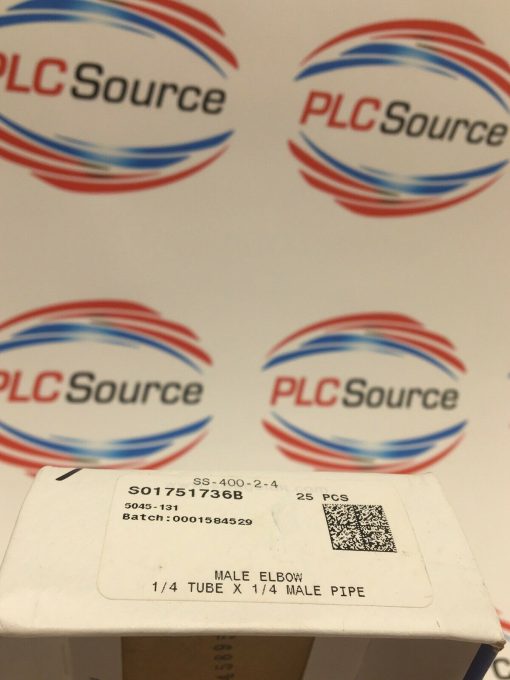 PLCSource
PLCSource
PLCSource
PLCSource
SS-400-2-4
S01751736B 25 PCS
5045-131
Batch:0001584529
MALE ELBOW
1/4 TUBE X 1/4 MALE PIPE